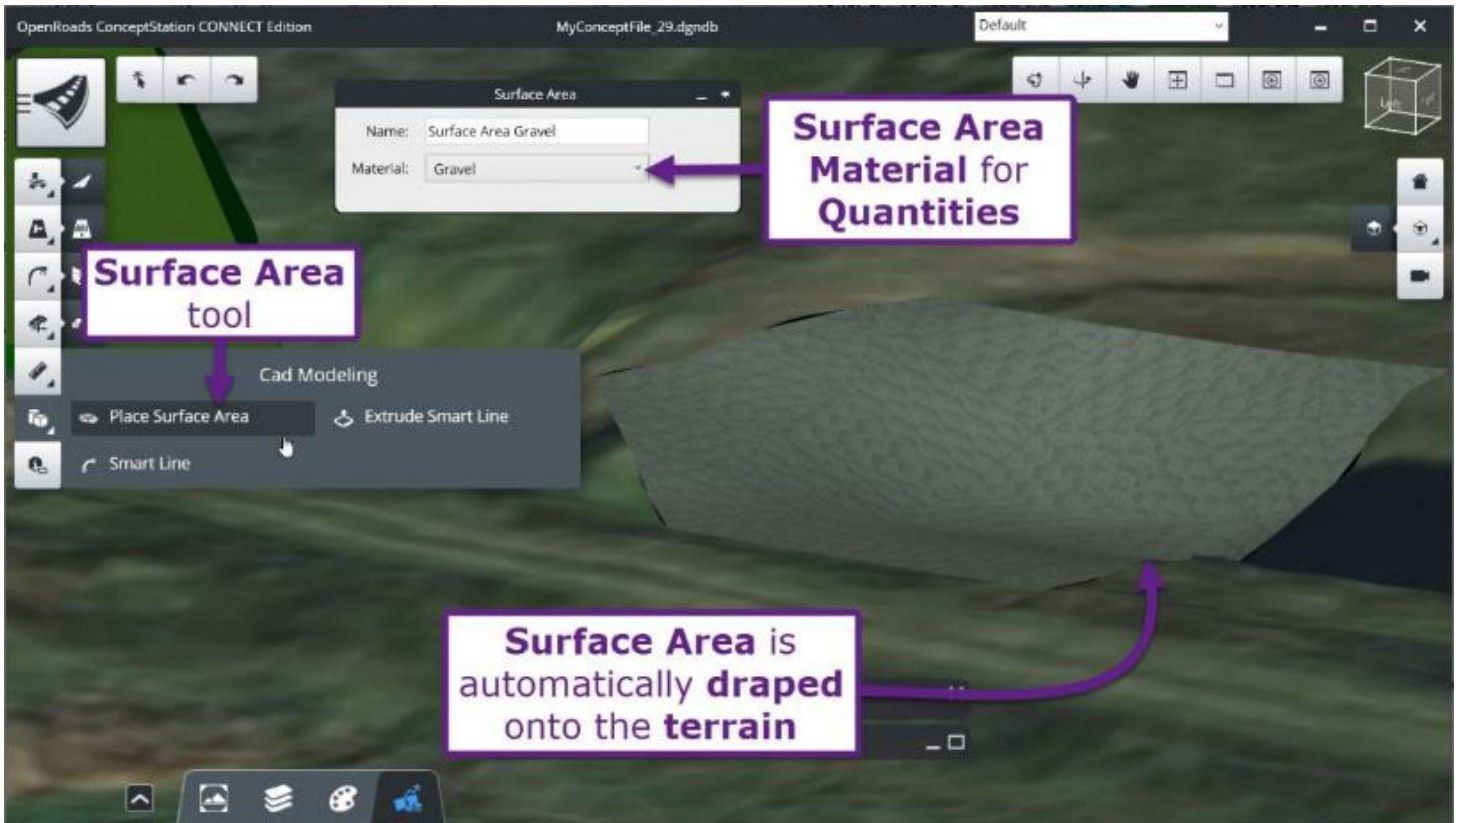 OpenRoads ConceptStation CONNECT Edition
MyConceptFile_29.dgndb
Default
Surface Area
Name: Surface Area Gravel
Material: Gravel
Surface Area
Material for
Quantities
Left
Surface Area
tool
Cad Modeling
Place Surface Area
Extrude Smart Line
Smart Line
Surface Area is
automatically draped
onto the terrain